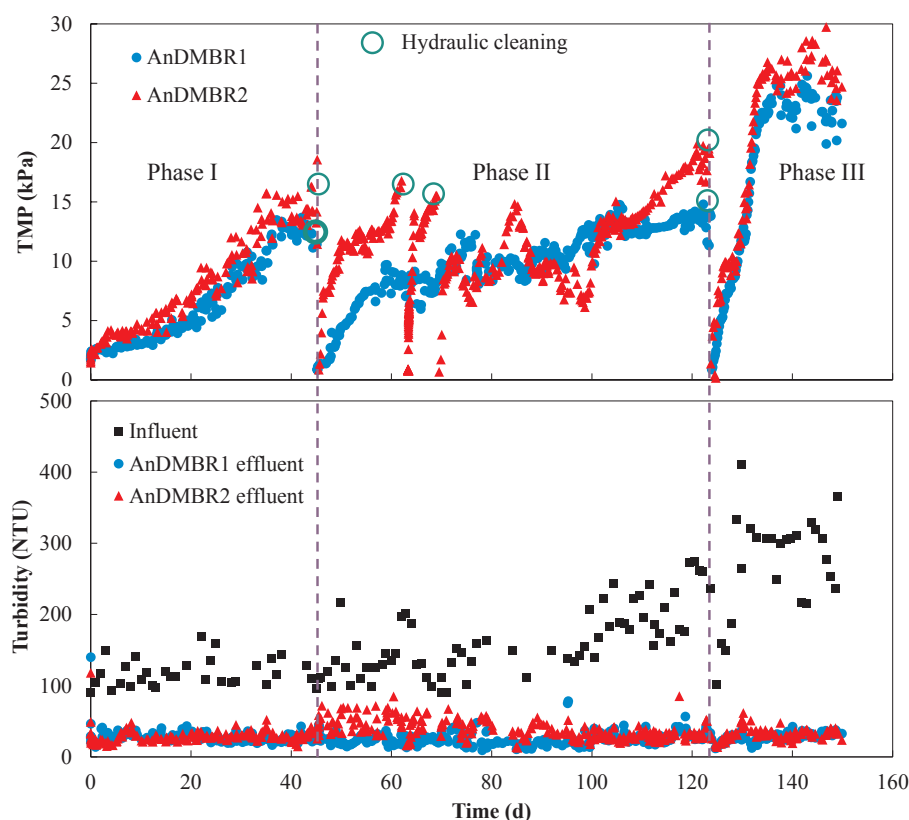 30
25
20
15
10
5
0
TMP (kPa)
AnDMBR1
AnDMBR2
Hydraulic cleaning
Phase I
Phase II
Phase III
500
400
300
200
100
0
Turbidity (NTU)
Influent
AnDMBR1 effluent
AnDMBR2 effluent
0 20 40 60 80 100 120 140 160
Time (d)